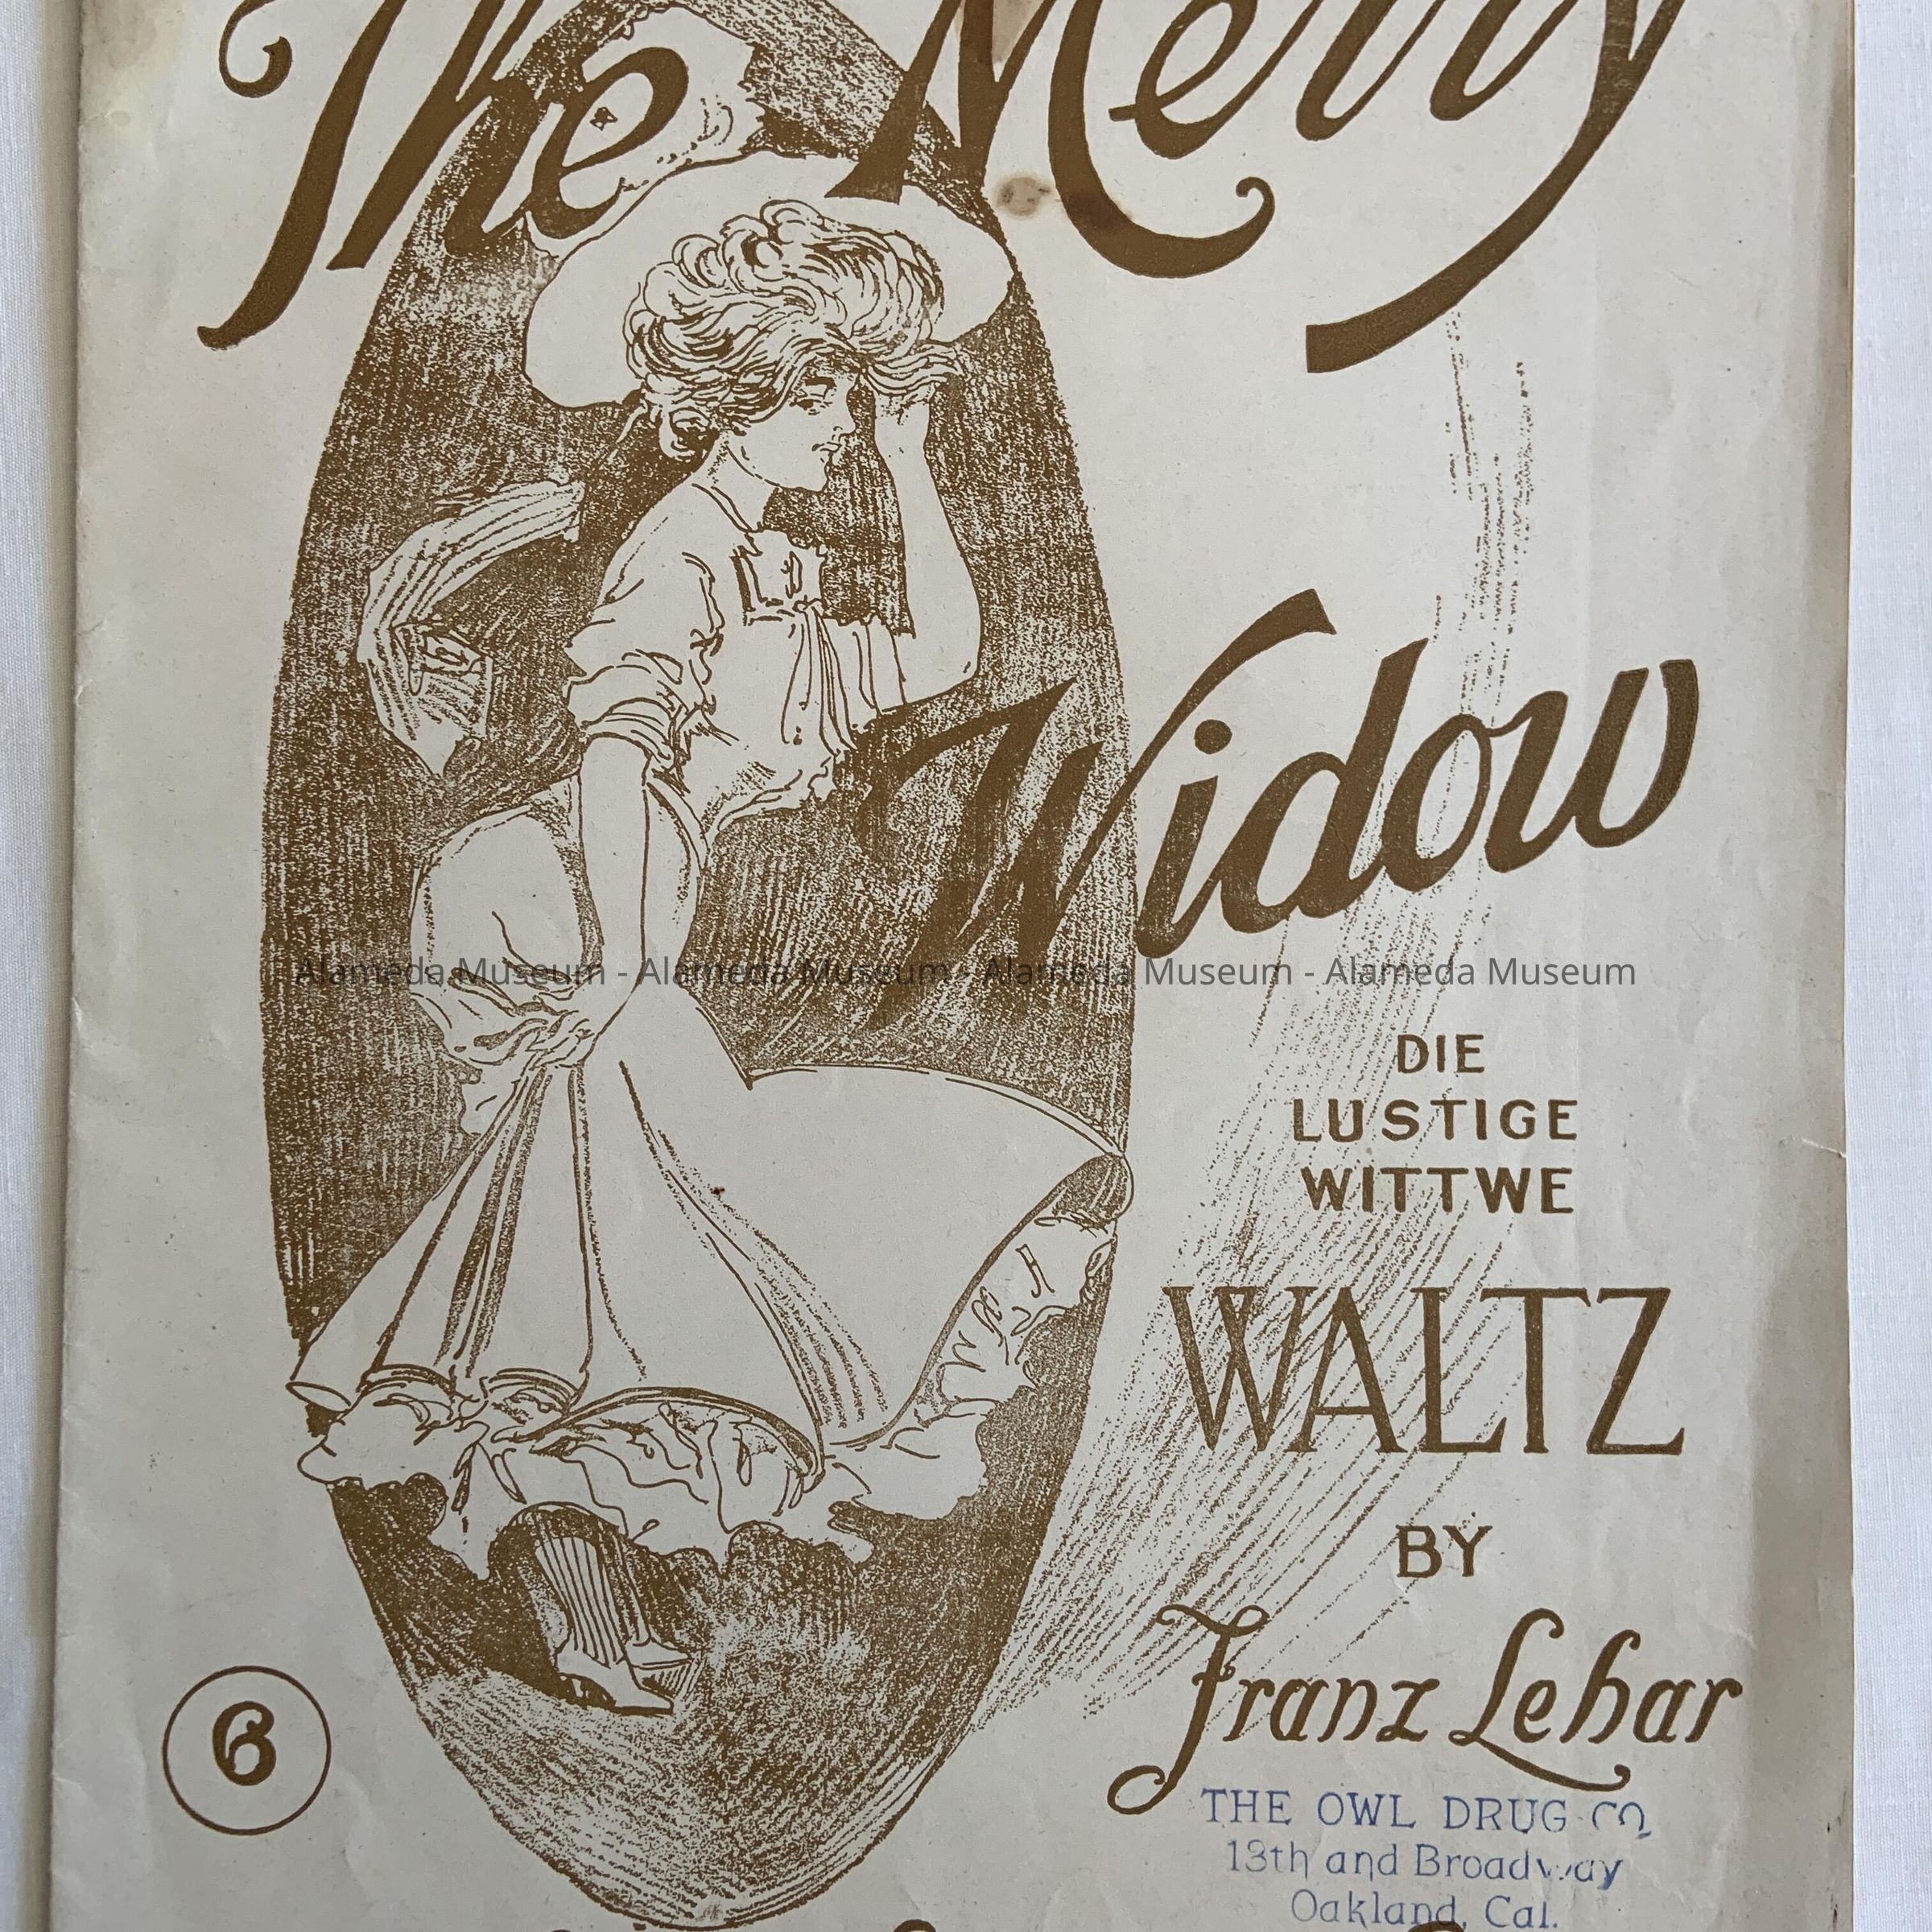 The Merry
Widow
Alameda Museum - Alameda Museum - Alameda Museum - Alameda Museum
DIE
LUSTIGE
WITTWE
WALTZ
BY
Franz Lehar
6
THE OWL DRUG CO.
13th and Broadway
Oakland, Cal.